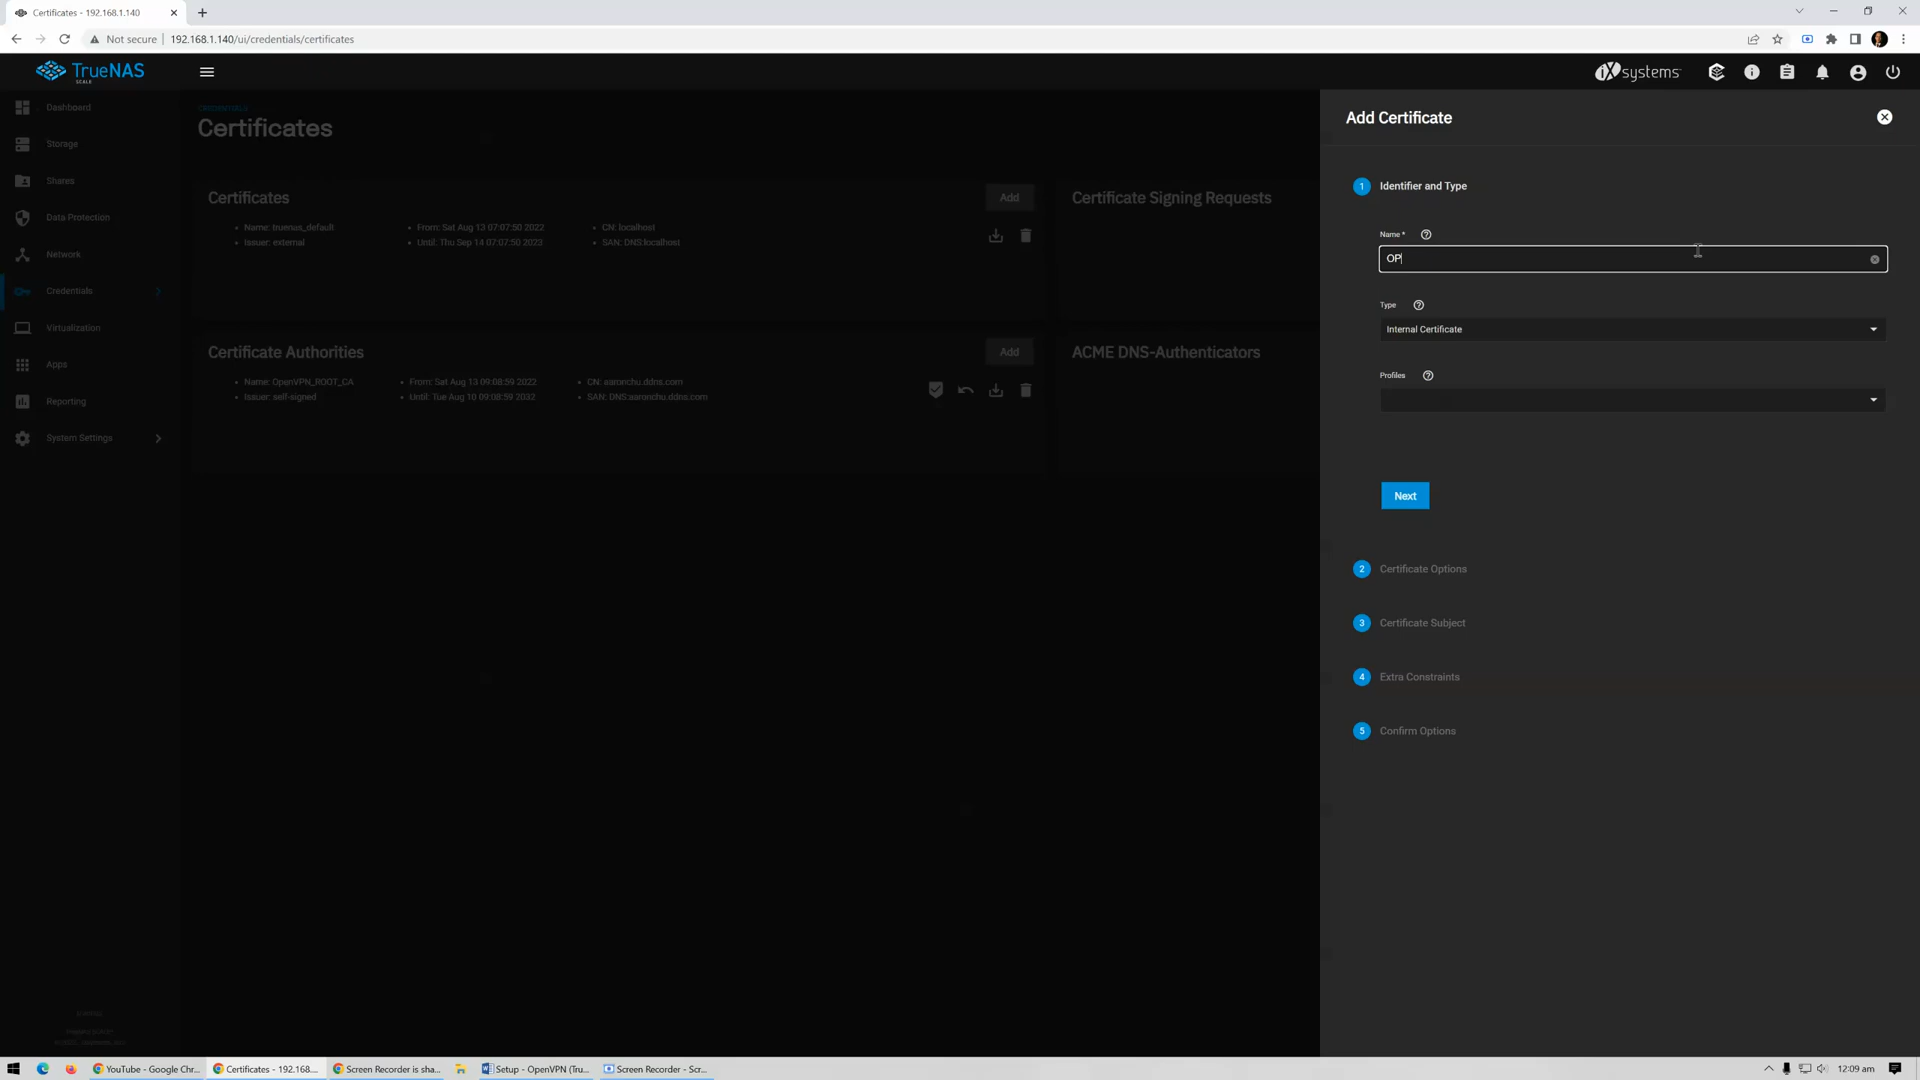 Certificates - 192.168.1.140
Not secure
192.168.1.140/ui/credentials/certificates
TrueNAS
SCALE
iXsystems
Dashboard
Storage
Shares
Data Protection
Network
Credentials
Virtualization
Apps
Reporting
System Settings
Certificates
Certificates
Add
Name: truenas_default
Issuer: external
From: Sat Aug 13 07:07:50 2022
Until: Thu Sep 14 07:07:50 2023
CN: localhost
SAN: DNS:localhost
Certificate Signing Requests
Certificate Authorities
Add
Name: OpenVPN_ROOT_CA
Issuer: self-signed
From: Sat Aug 13 09:08:59 2022
Until: Tue Aug 10 09:08:59 2032
CN: aaronchu.ddns.com
SAN: DNS:aaronchu.ddns.com
ACME DNS-Authenticators
Add Certificate
1 Identifier and Type
Name *
OP
Type
Internal Certificate
Profiles
Next
2 Certificate Options
3 Certificate Subject
4 Extra Constraints
5 Confirm Options
YouTube - Google Chr...
Certificates - 192.168....
Screen Recorder is sha...
Setup - OpenVPN (Tru...
Screen Recorder - Scr...
12:09 am